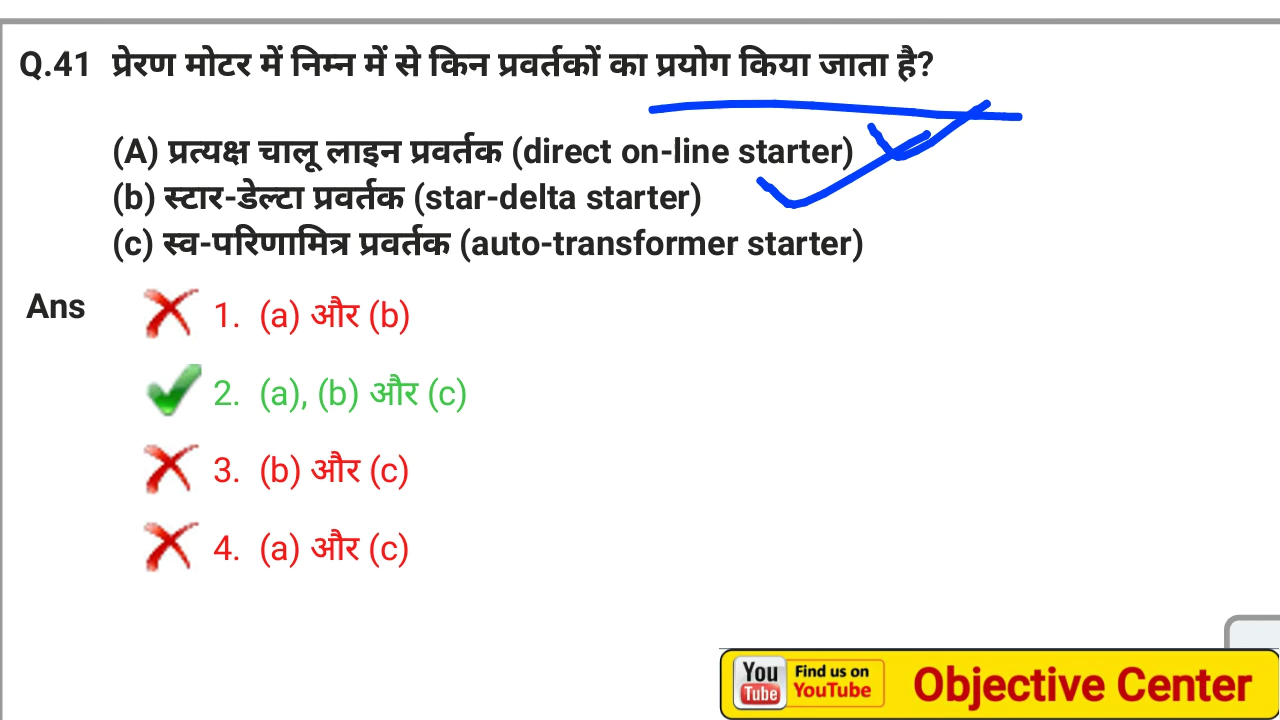 Q.41 प्रेरण मोटर में निम्न में से किन प्रवर्तकों का प्रयोग किया जाता है?
(A) प्रत्यक्ष चालू लाइन प्रवर्तक (direct on-line starter)
(b) स्टार-डेल्टा प्रवर्तक (star-delta starter)
(c) स्व-परिणामित्र प्रवर्तक (auto-transformer starter)
Ans 1. (a) और (b)
2. (a), (b) और (c)
3. (b) और (c)
4. (a) और (c)
You Tube Find us on YouTube Objective Center